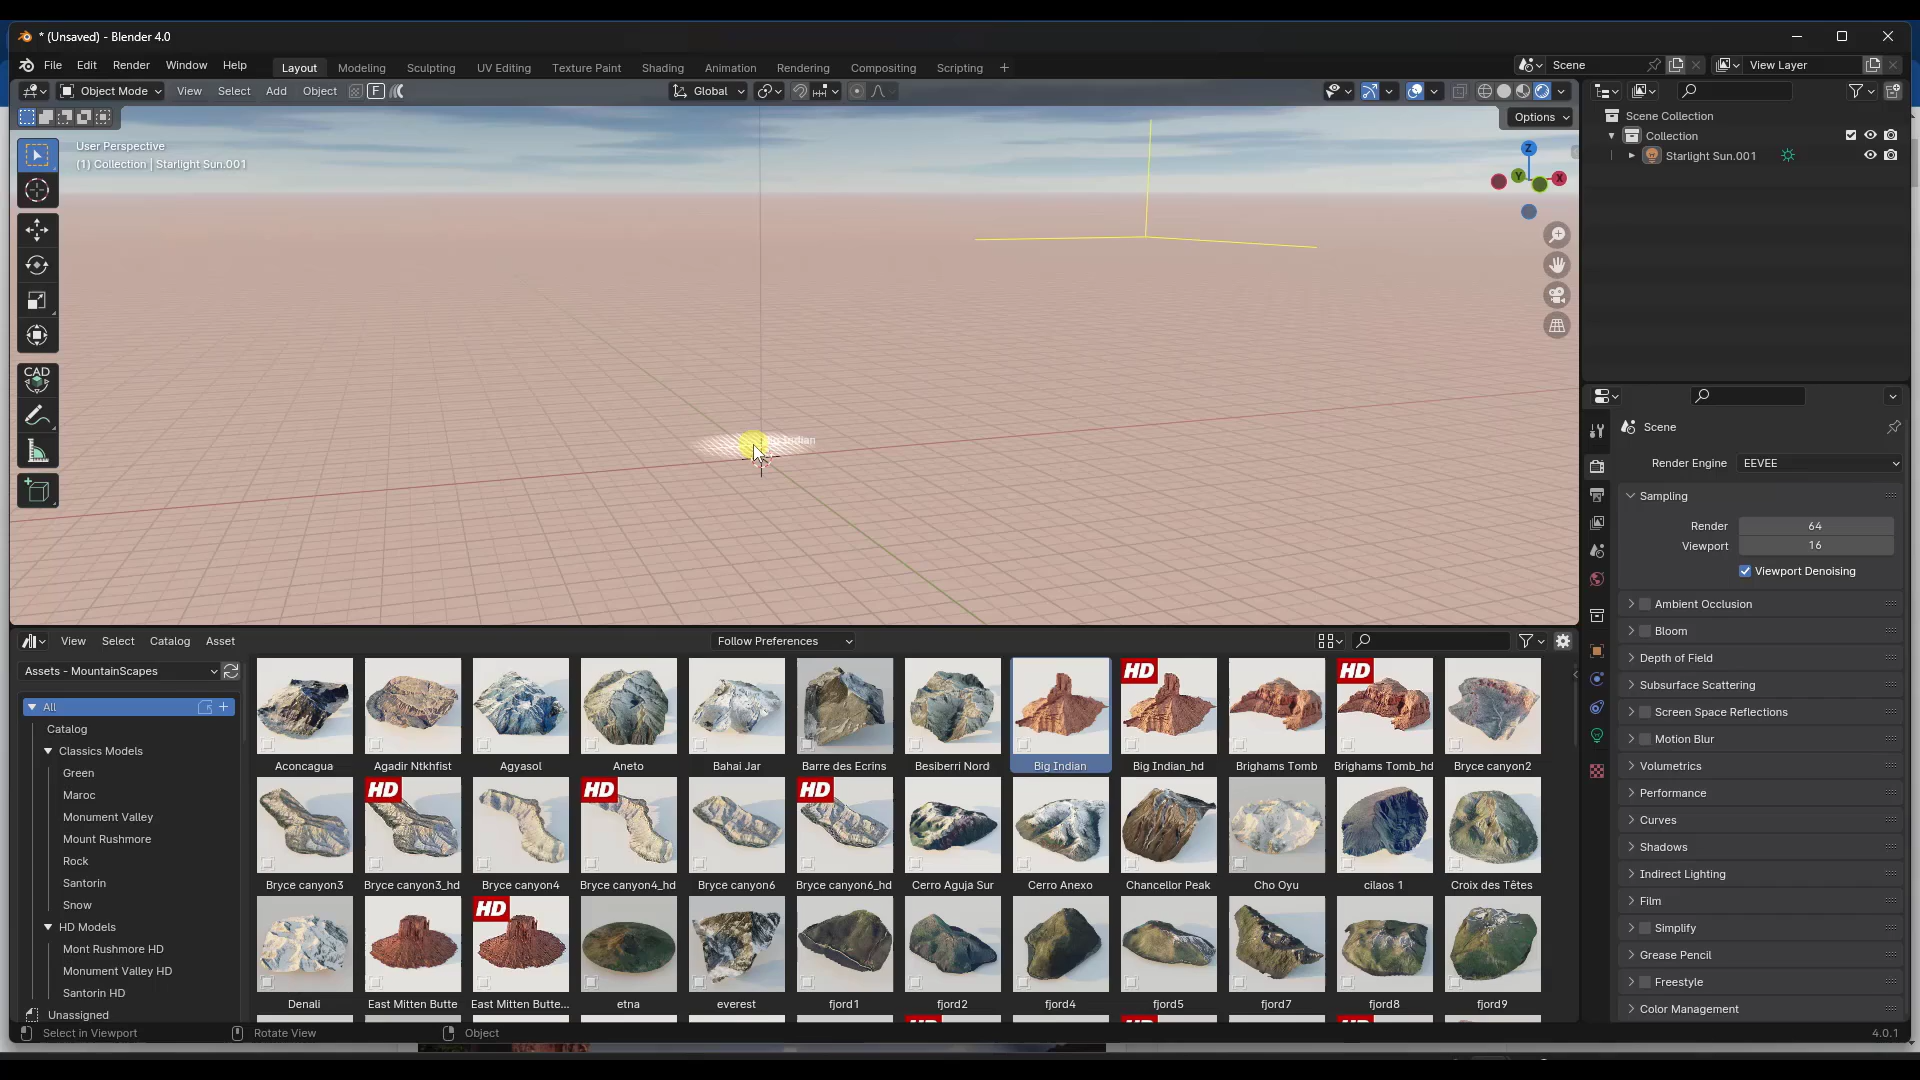 * (Unsaved) - Blender 4.0
File Edit Render Window Help
Layout Modeling Sculpting UV Editing Texture Paint Shading Animation Rendering Compositing Scripting +
Scene
View Layer
Object Mode View Select Add Object F
Global
Options
User Perspective
(1) Collection | Starlight Sun.001
Z
Y
X
CAD
Scene Collection
Collection
Starlight Sun.001
Scene
Render Engine EEVEE
Sampling
Render 64
Viewport 16
Viewport Denoising
Ambient Occlusion
Bloom
Depth of Field
Subsurface Scattering
Screen Space Reflections
Motion Blur
Volumetrics
Performance
Curves
Shadows
Indirect Lighting
Film
Simplify
Grease Pencil
Freestyle
Color Management
View Select Catalog Asset
Follow Preferences
Assets - MountainScapes
All
Catalog
Classics Models
Green
Maroc
Monument Valley
Mount Rushmore
Rock
Santorin
Snow
HD Models
Mont Rushmore HD
Monument Valley HD
Santorin HD
Unassigned
HD HD
Aconcagua Agadir Ntkhfist Agyasol Aneto Bahai Jar Barre des Ecrins Besiberri Nord Big Indian Big Indian_hd Brighams Tomb Brighams Tomb_hd Bryce canyon2
HD HD HD
Bryce canyon3 Bryce canyon3_hd Bryce canyon4 Bryce canyon4_hd Bryce canyon6 Bryce canyon6_hd Cerro Aguja Sur Cerro Anexo Chancellor Peak Cho Oyu cilaos 1 Croix des Têtes
HD
Denali East Mitten Butte East Mitten Butte... etna everest fjord1 fjord2 fjord4 fjord5 fjord7 fjord8 fjord9
Select in Viewport Rotate View Object
4.0.1